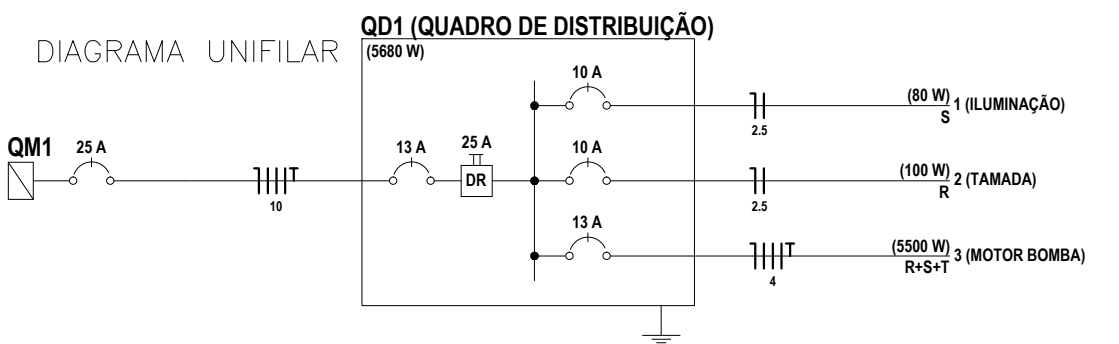 QD1 (QUADRO DE DISTRIBUIÇÃO)
DIAGRAMA UNIFILAR
(5680 W)
10 A
(80 W)
1 (ILUMINAÇÃO)
S
2.5
QM1
25 A
13 A
25 A
DR
10 A
(100 W)
2 (TAMADA)
R
2.5
10
13 A
(5500 W)
3 (MOTOR BOMBA)
R+S+T
4